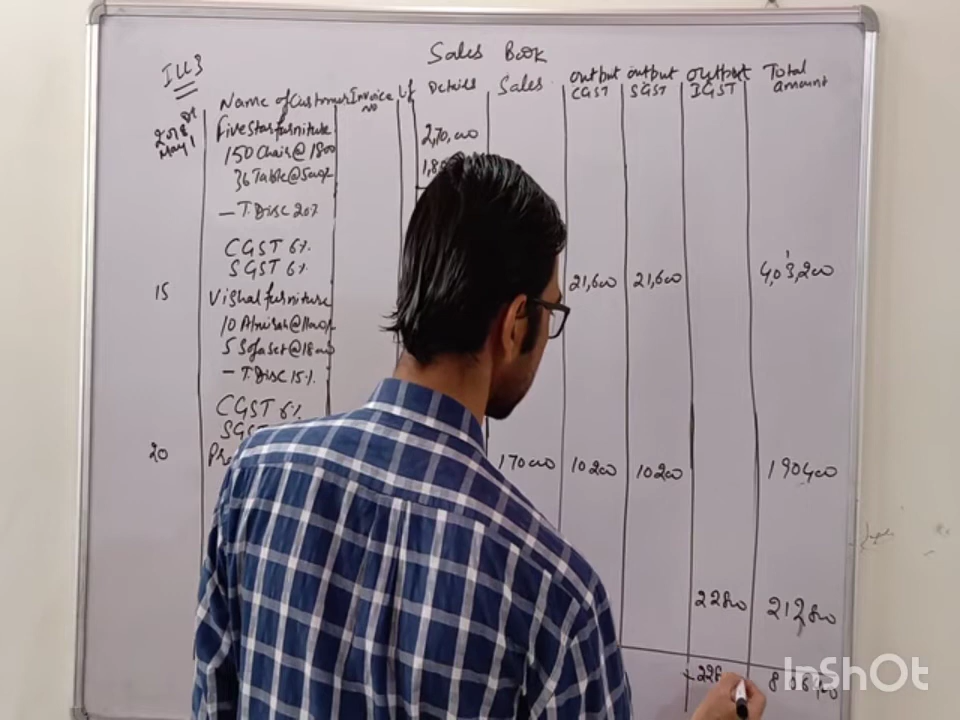 Sales Book
Ill 3
Dt Name of Customer Invoice No L.f Details Sales output CGST output SGST output IGST Total amount
2018 May 1 Five Star furniture 2,70,000
150 Chair @ 1800
36 Table @ 5000/-
- T. Disc 20%
CGST 6%
SGST 6% 21,600 21,600 4,03,200
15 Vishal furniture
10 Almirah @
5 Sofa set @ 18000
- T. Disc 15%
CGST 6%
SGST
20 170000 10200 10200 190400
22800 212800
InShOt